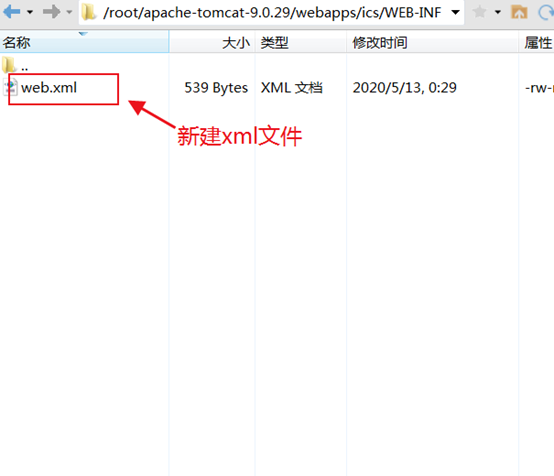 /root/apache-tomcat-9.0.29/webapps/ics/WEB-INF
名称 大小 类型 修改时间 属性
..
web.xml 539 Bytes XML 文档 2020/5/13, 0:29 -rw-r
新建xml文件